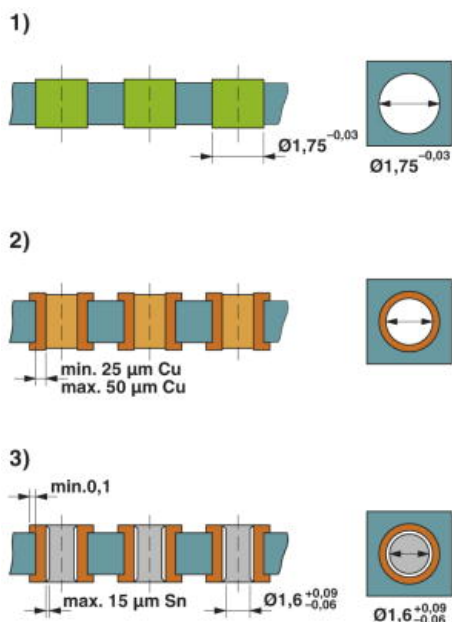 1)
Ø1,75-0,03
Ø1,75-0,03
2)
min. 25 µm Cu
max. 50 µm Cu
3)
min.0,1
max. 15 µm Sn
Ø1,6+0,09-0,06
Ø1,6+0,09-0,06